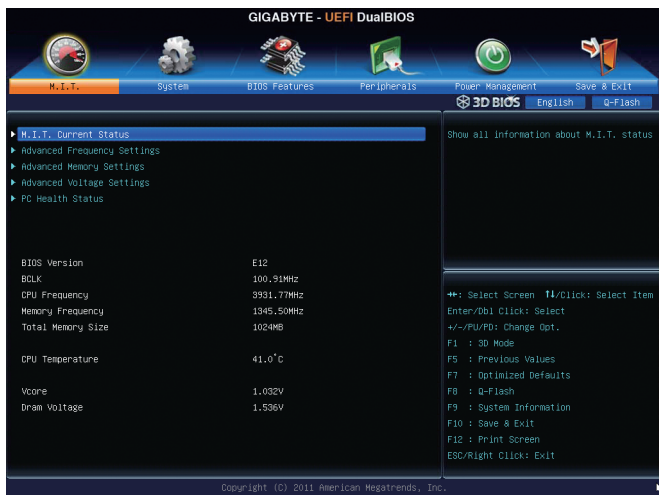 GIGABYTE - UEFI DualBIOS
M.I.T. System BIOS Features Peripherals Power Management Save & Exit
3D BIOS English Q-Flash
M.I.T. Current Status
Advanced Frequency Settings
Advanced Memory Settings
Advanced Voltage Settings
PC Health Status
BIOS Version E12
BCLK 100.91MHz
CPU Frequency 3931.77MHz
Memory Frequency 1345.50MHz
Total Memory Size 1024MB
CPU Temperature 41.0°C
Vcore 1.032V
Dram Voltage 1.536V
Show all information about M.I.T. status
→←: Select Screen ↑↓/Click: Select Item
Enter/Dbl Click: Select
+/-/PU/PD: Change Opt.
F1 : 3D Mode
F5 : Previous Values
F7 : Optimized Defaults
F8 : Q-Flash
F9 : System Information
F10 : Save & Exit
F12 : Print Screen
ESC/Right Click: Exit
Copyright (C) 2011 American Megatrends, Inc.